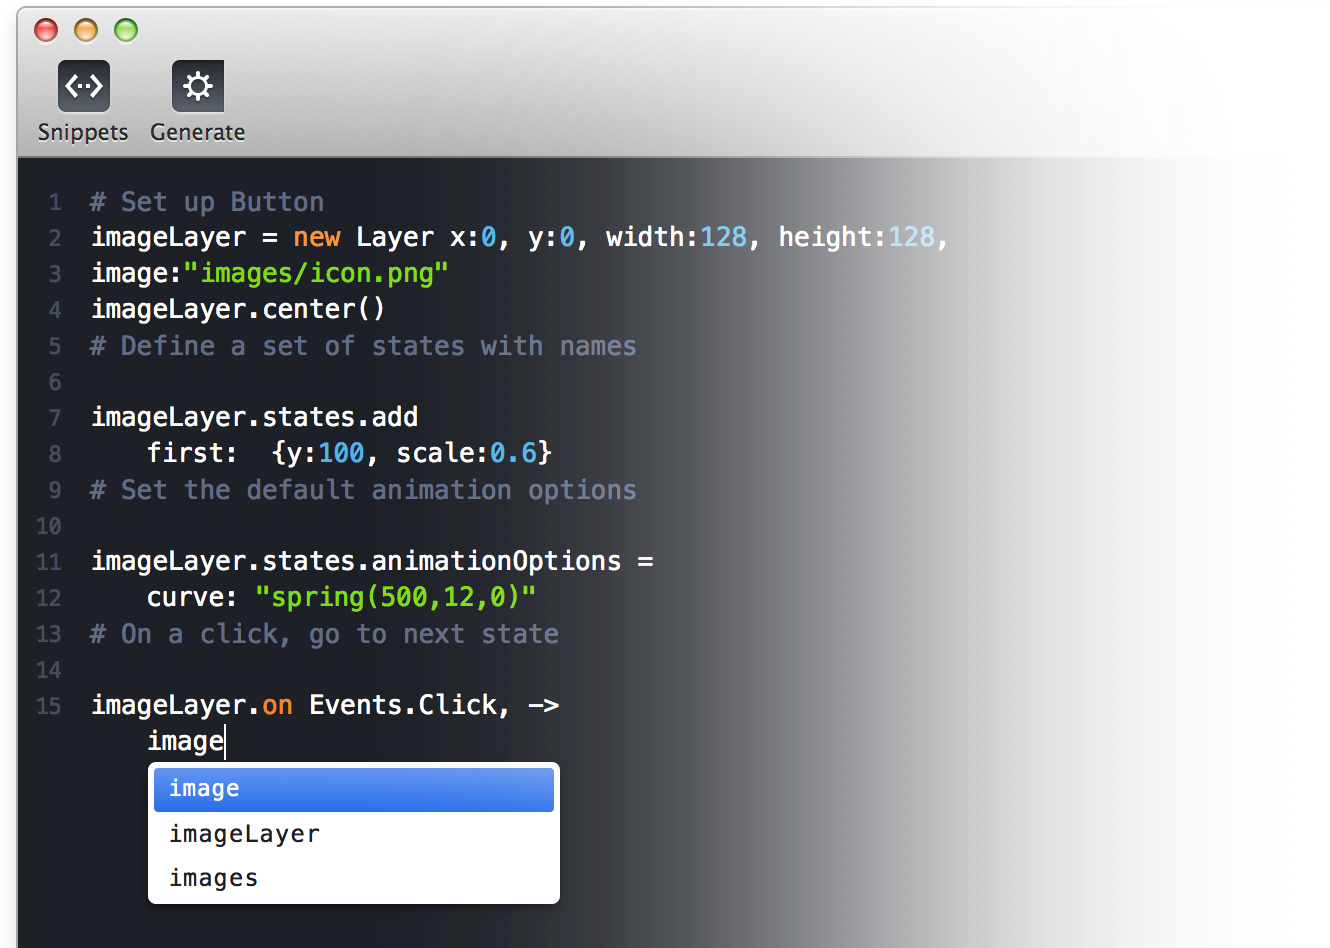 Snippets Generate
1 # Set up Button
2 imageLayer = new Layer x:0, y:0, width:128, height:128,
3 image:"images/icon.png"
4 imageLayer.center()
5 # Define a set of states with names
6
7 imageLayer.states.add
8 first: {y:100, scale:0.6}
9 # Set the default animation options
10
11 imageLayer.states.animationOptions =
12 curve: "spring(500,12,0)"
13 # On a click, go to next state
14
15 imageLayer.on Events.Click, ->
image
image
imageLayer
images